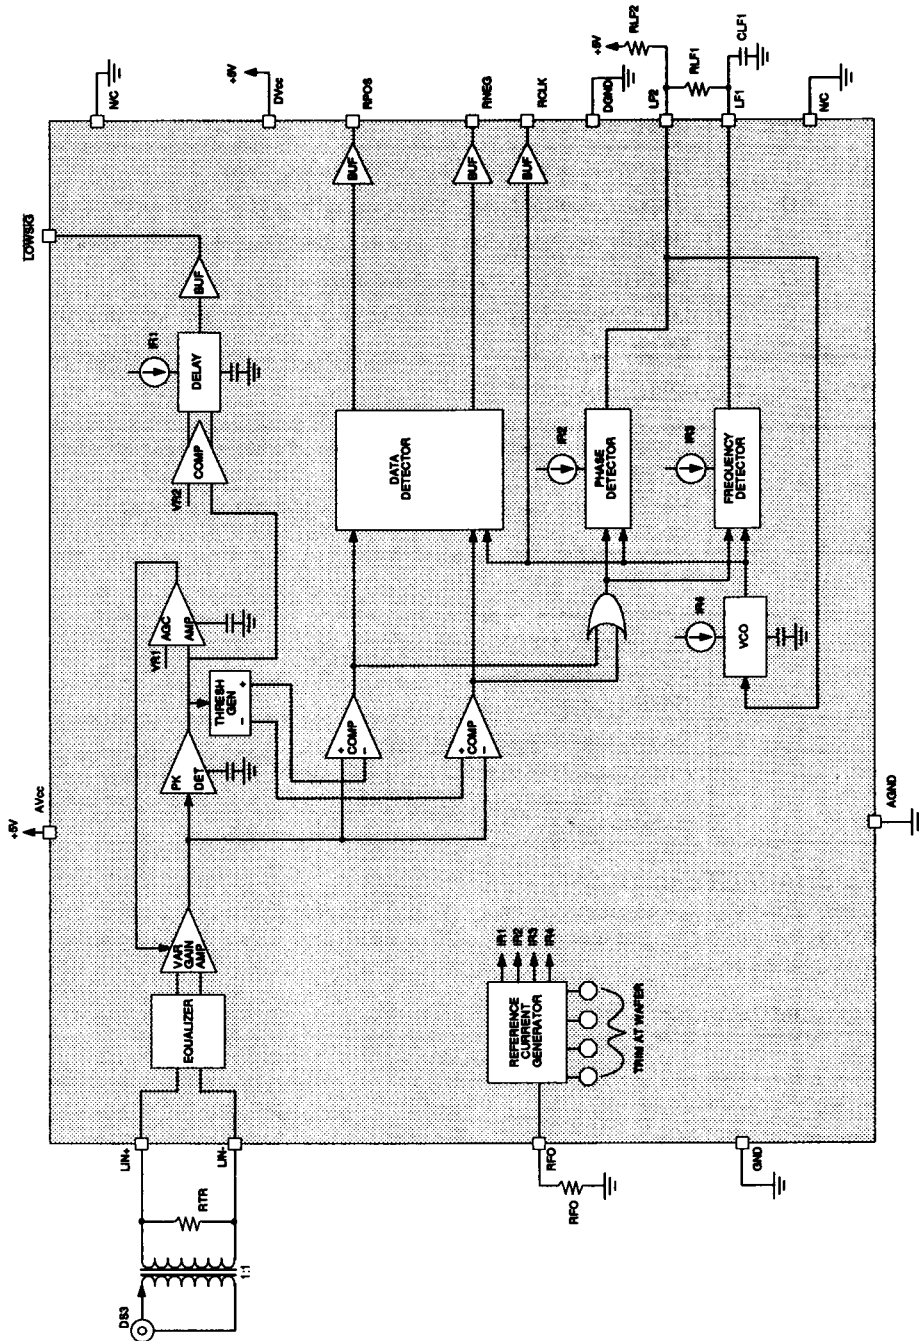 DS3
1:1
RTR
LIN+
LIN-
EQUALIZER
VAR
GAIN
AMP
+5V
AVcc
PK
DET
THRESH
GEN
-
+
VR1
AGC
AMP
VR2
COMP
IR1
DELAY
BUF
LOWSIG
N/C
+5V
DVcc
+
COMP
-
+
COMP
-
DATA
DETECTOR
BUF
RPOS
BUF
RNEG
BUF
RCLK
RFO
RFO
REFERENCE
CURRENT
GENERATOR
IR1
IR2
IR3
IR4
TRIM AT WAFER
GND
AGND
IR4
VCO
IR2
PHASE
DETECTOR
IR3
FREQUENCY
DETECTOR
DGND
+5V
RLF2
LF2
RLF1
LF1
CLF1
N/C